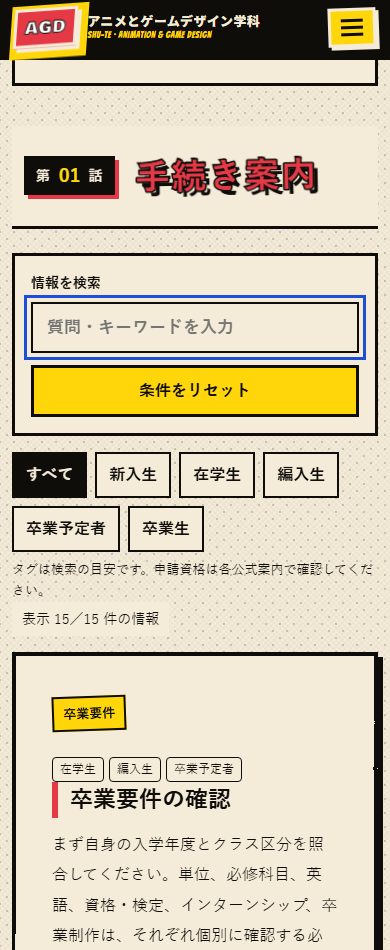 AGD
アニメとゲームデザイン学科
SHU-TE・ANIMATION & GAME DESIGN
第 01 話
手続き案内
情報を検索
質問・キーワードを入力
条件をリセット
すべて
新入生
在学生
編入生
卒業予定者
卒業生
タグは検索の目安です。申請資格は各公式案内で確認してくだ
さい。
表示 15/15 件の情報
卒業要件
在学生
編入生
卒業予定者
卒業要件の確認
まず自身の入学年度とクラス区分を照
合してください。単位、必修科目、英
語、資格・検定、インターンシップ、卒
業制作は、それぞれ個別に確認する必